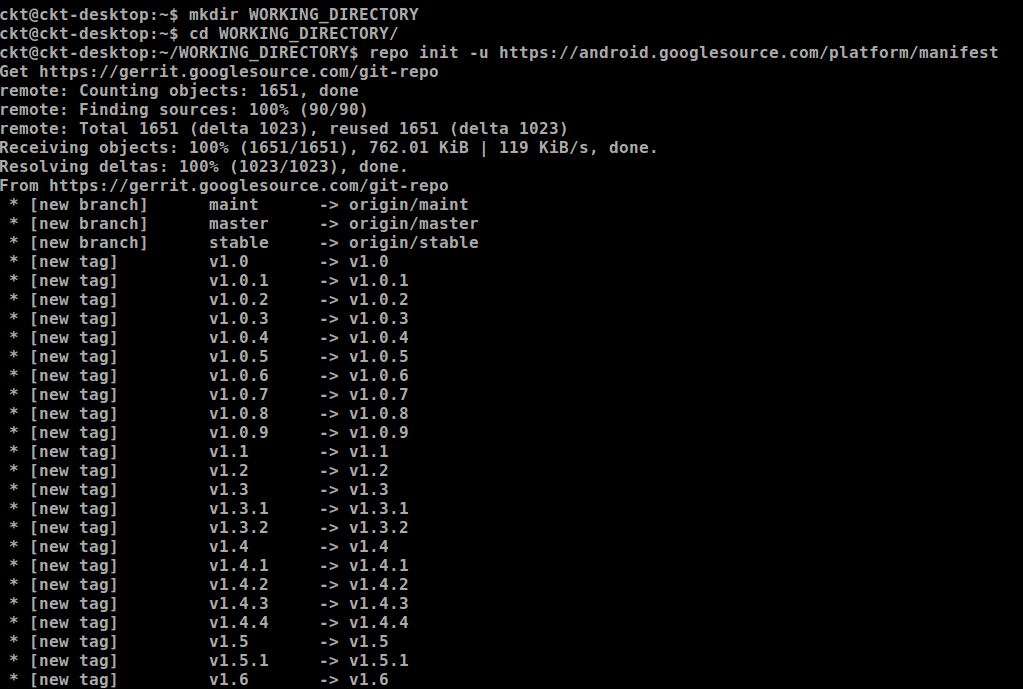 ckt@ckt-desktop:~$ mkdir WORKING_DIRECTORY
ckt@ckt-desktop:~$ cd WORKING_DIRECTORY/
ckt@ckt-desktop:~/WORKING_DIRECTORY$ repo init -u https://android.googlesource.com/platform/manifest
Get https://gerrit.googlesource.com/git-repo
remote: Counting objects: 1651, done
remote: Finding sources: 100% (90/90)
remote: Total 1651 (delta 1023), reused 1651 (delta 1023)
Receiving objects: 100% (1651/1651), 762.01 KiB | 119 KiB/s, done.
Resolving deltas: 100% (1023/1023), done.
From https://gerrit.googlesource.com/git-repo
 * [new branch]      maint      -> origin/maint
 * [new branch]      master     -> origin/master
 * [new branch]      stable     -> origin/stable
 * [new tag]         v1.0       -> v1.0
 * [new tag]         v1.0.1     -> v1.0.1
 * [new tag]         v1.0.2     -> v1.0.2
 * [new tag]         v1.0.3     -> v1.0.3
 * [new tag]         v1.0.4     -> v1.0.4
 * [new tag]         v1.0.5     -> v1.0.5
 * [new tag]         v1.0.6     -> v1.0.6
 * [new tag]         v1.0.7     -> v1.0.7
 * [new tag]         v1.0.8     -> v1.0.8
 * [new tag]         v1.0.9     -> v1.0.9
 * [new tag]         v1.1       -> v1.1
 * [new tag]         v1.2       -> v1.2
 * [new tag]         v1.3       -> v1.3
 * [new tag]         v1.3.1     -> v1.3.1
 * [new tag]         v1.3.2     -> v1.3.2
 * [new tag]         v1.4       -> v1.4
 * [new tag]         v1.4.1     -> v1.4.1
 * [new tag]         v1.4.2     -> v1.4.2
 * [new tag]         v1.4.3     -> v1.4.3
 * [new tag]         v1.4.4     -> v1.4.4
 * [new tag]         v1.5       -> v1.5
 * [new tag]         v1.5.1     -> v1.5.1
 * [new tag]         v1.6       -> v1.6